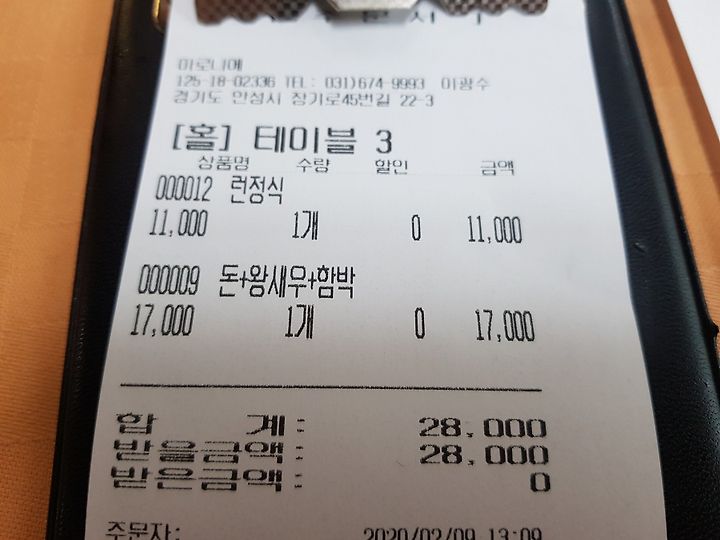 마로니에
125-18-02336 TEL: 031)674-9993 이광수
경기도 안성시 장기로45번길 22-3
[홀] 테이블 3
상품명 수량 할인 금액
000012 런정식
11,000 1개 0 11,000
000009 돈+왕새우+함박
17,000 1개 0 17,000
합 계: 28,000
받을금액: 28,000
받은금액: 0
주문자: 2020/02/09 13:09